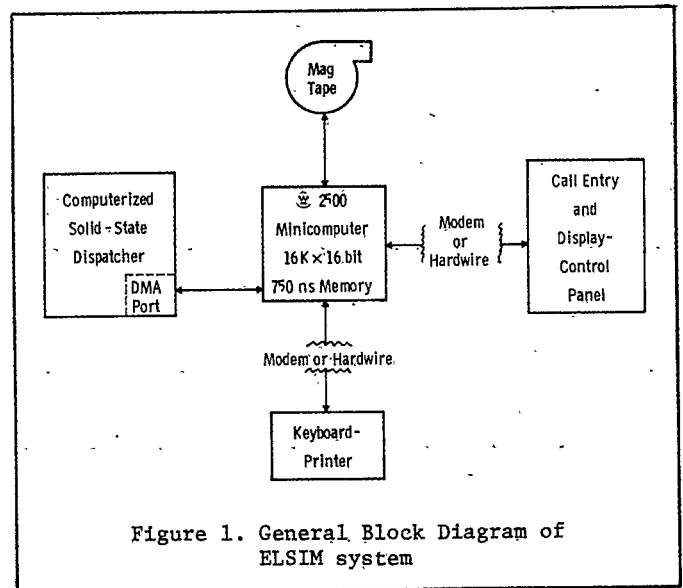 Mag
Tape
Computerized
Solid-State
Dispatcher
DMA
Port
W 2500
Minicomputer
16K × 16 bit
750 ns Memory
Modem
or
Hardwire
Call Entry
and
Display-
Control
Panel
Modem or Hardwire
Keyboard-
Printer
Figure 1. General Block Diagram of
ELSIM system